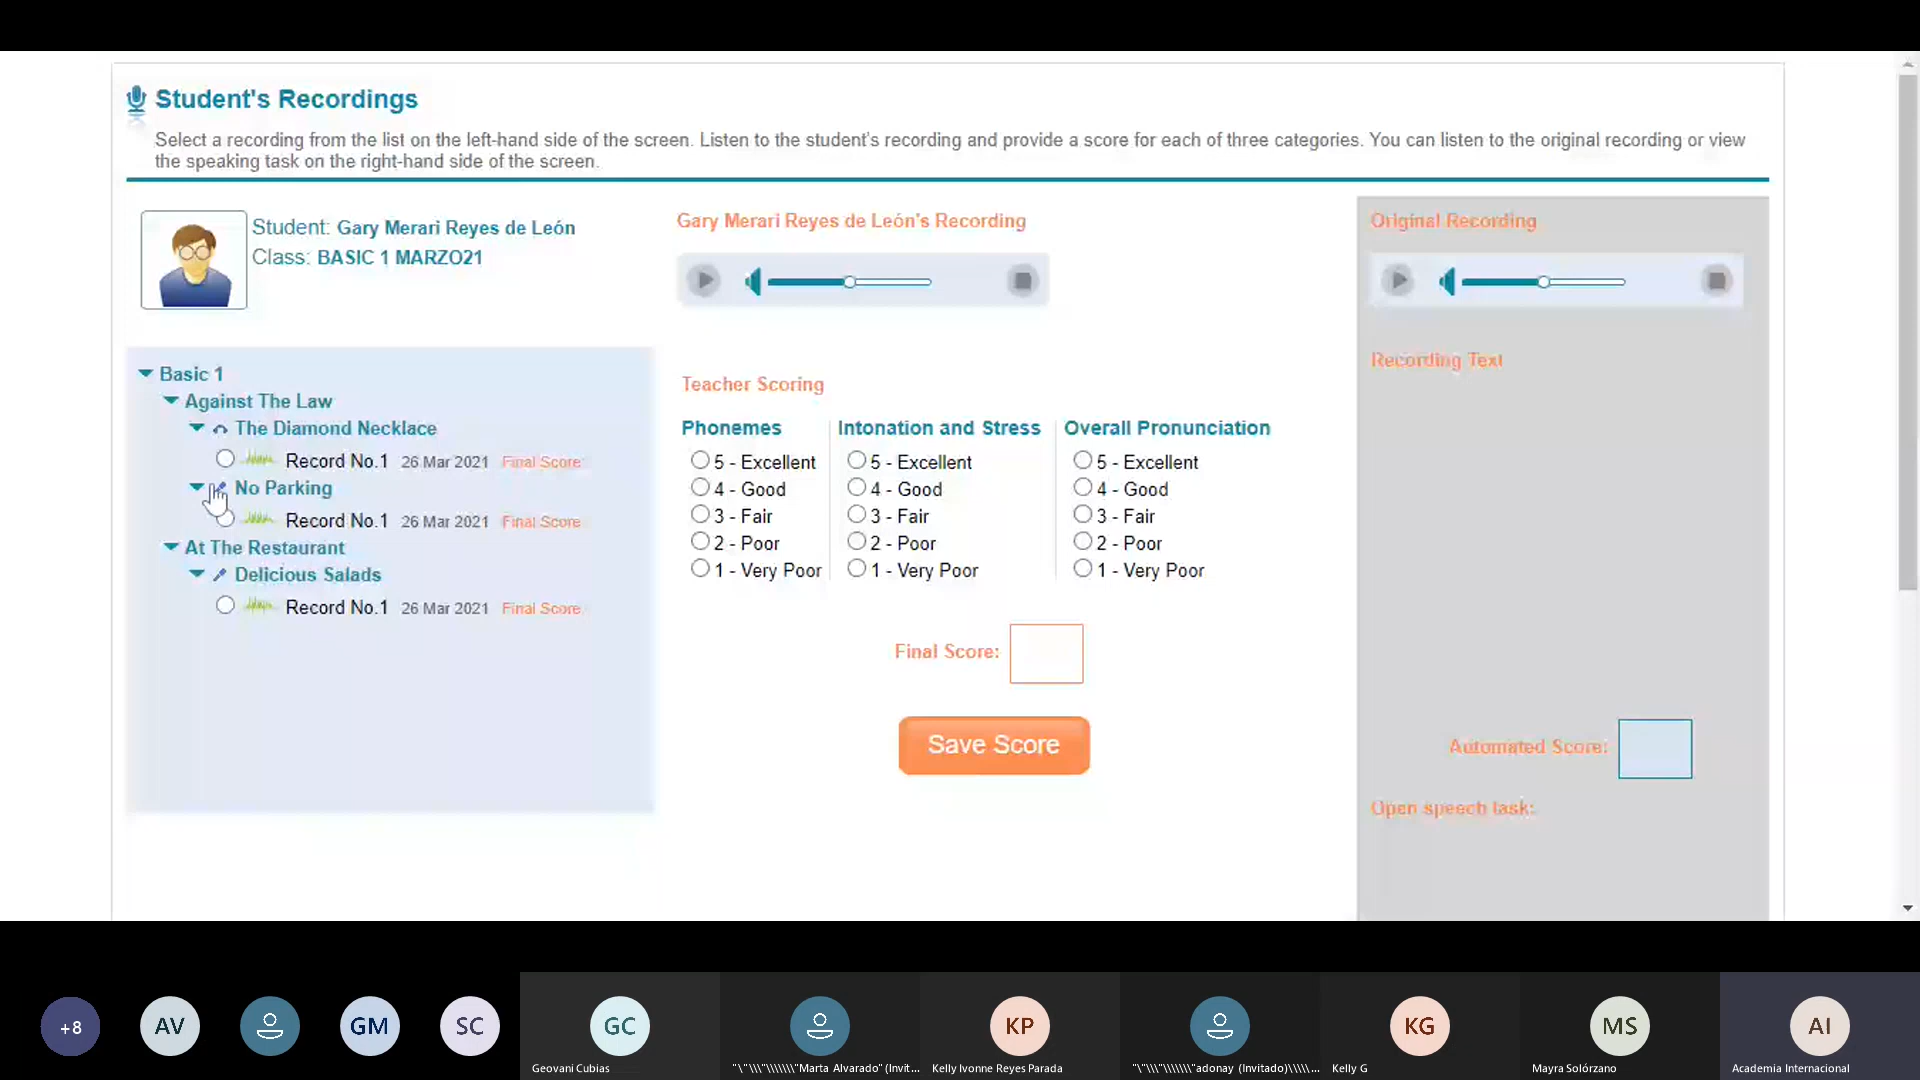 Student's Recordings
Select a recording from the list on the left-hand side of the screen. Listen to the student's recording and provide a score for each of three categories. You can listen to the original recording or view
the speaking task on the right-hand side of the screen.
Student: Gary Merari Reyes de León
Class: BASIC 1 MARZO21
Basic 1
Against The Law
The Diamond Necklace
Record No.1 26 Mar 2021 Final Score:
No Parking
Record No.1 26 Mar 2021 Final Score:
At The Restaurant
Delicious Salads
Record No.1 26 Mar 2021 Final Score:
Gary Merari Reyes de León's Recording
Teacher Scoring
Phonemes
5 - Excellent
4 - Good
3 - Fair
2 - Poor
1 - Very Poor
Intonation and Stress
5 - Excellent
4 - Good
3 - Fair
2 - Poor
1 - Very Poor
Overall Pronunciation
5 - Excellent
4 - Good
3 - Fair
2 - Poor
1 - Very Poor
Final Score:
Save Score
Original Recording
Recording Text
Automated Score:
Open speech task:
+8
AV
GM
SC
GC
Geovani Cubias
"\"\\\"\\\\\\\"Marta Alvarado" (Invit...
KP
Kelly Ivonne Reyes Parada
"\"\\\"\\\\\\\"adonay (Invitado)\\\\\...
KG
Kelly G
MS
Mayra Solórzano
AI
Academia Internacional